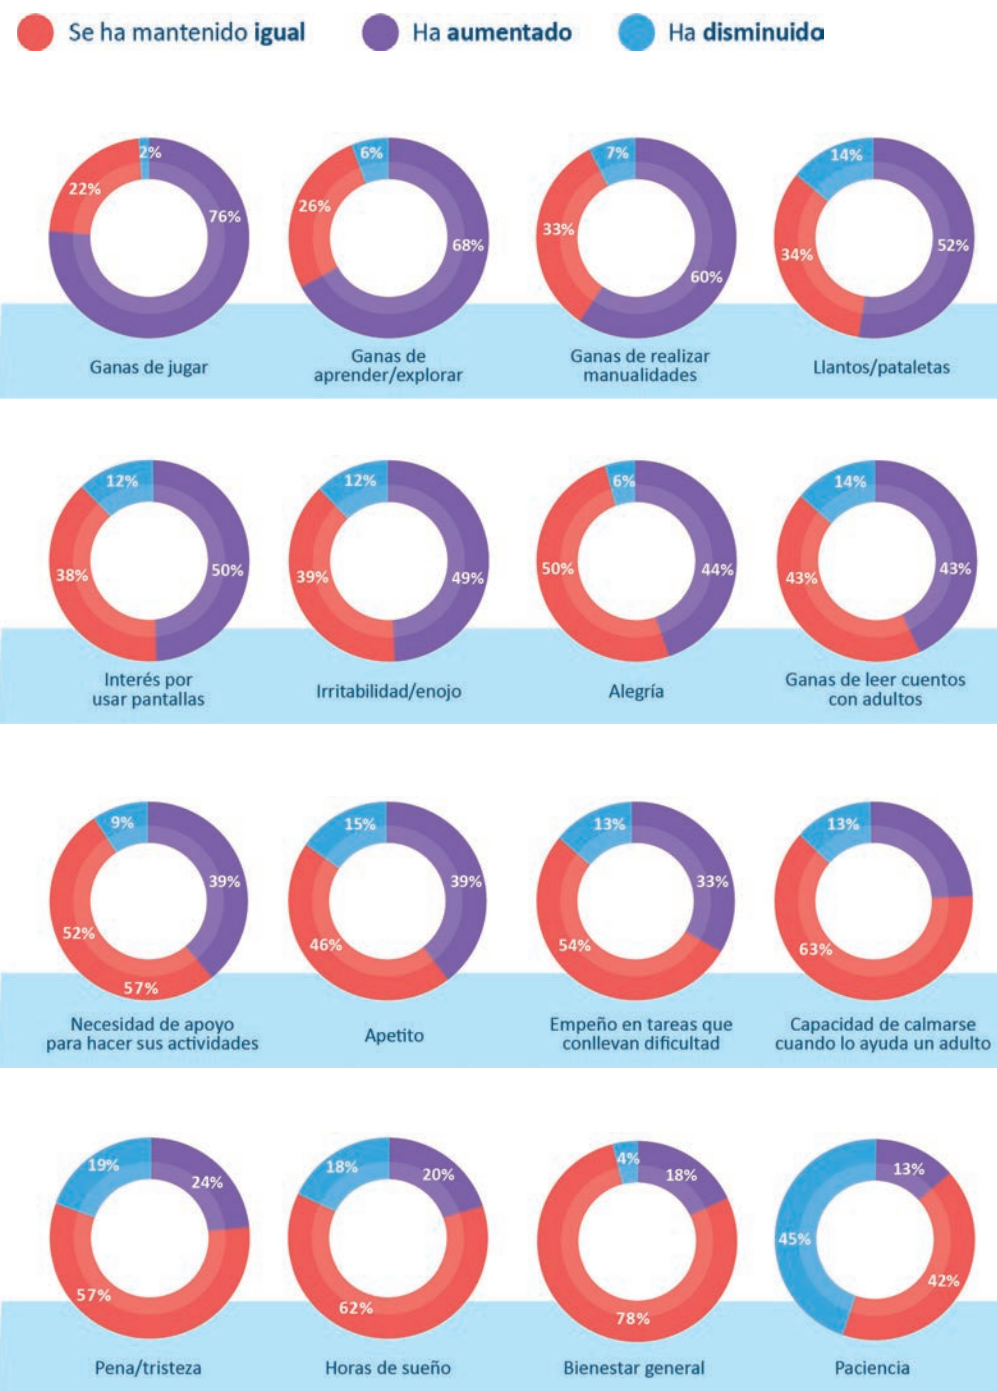 Se ha mantenido igual Ha aumentado Ha disminuido
2%
22%
76%
Ganas de jugar
6%
26%
68%
Ganas de
aprender/explorar
7%
33%
60%
Ganas de realizar
manualidades
14%
34%
52%
Llantos/pataletas
12%
38%
50%
Interés por
usar pantallas
12%
39%
49%
Irritabilidad/enojo
6%
50%
44%
Alegría
14%
43%
43%
Ganas de leer cuentos
con adultos
9%
39%
52%
57%
Necesidad de apoyo
para hacer sus actividades
15%
39%
46%
Apetito
13%
33%
54%
Empeño en tareas que
conllevan dificultad
13%
63%
Capacidad de calmarse
cuando lo ayuda un adulto
19%
24%
57%
Pena/tristeza
18%
20%
62%
Horas de sueño
4%
18%
78%
Bienestar general
13%
45%
42%
Paciencia